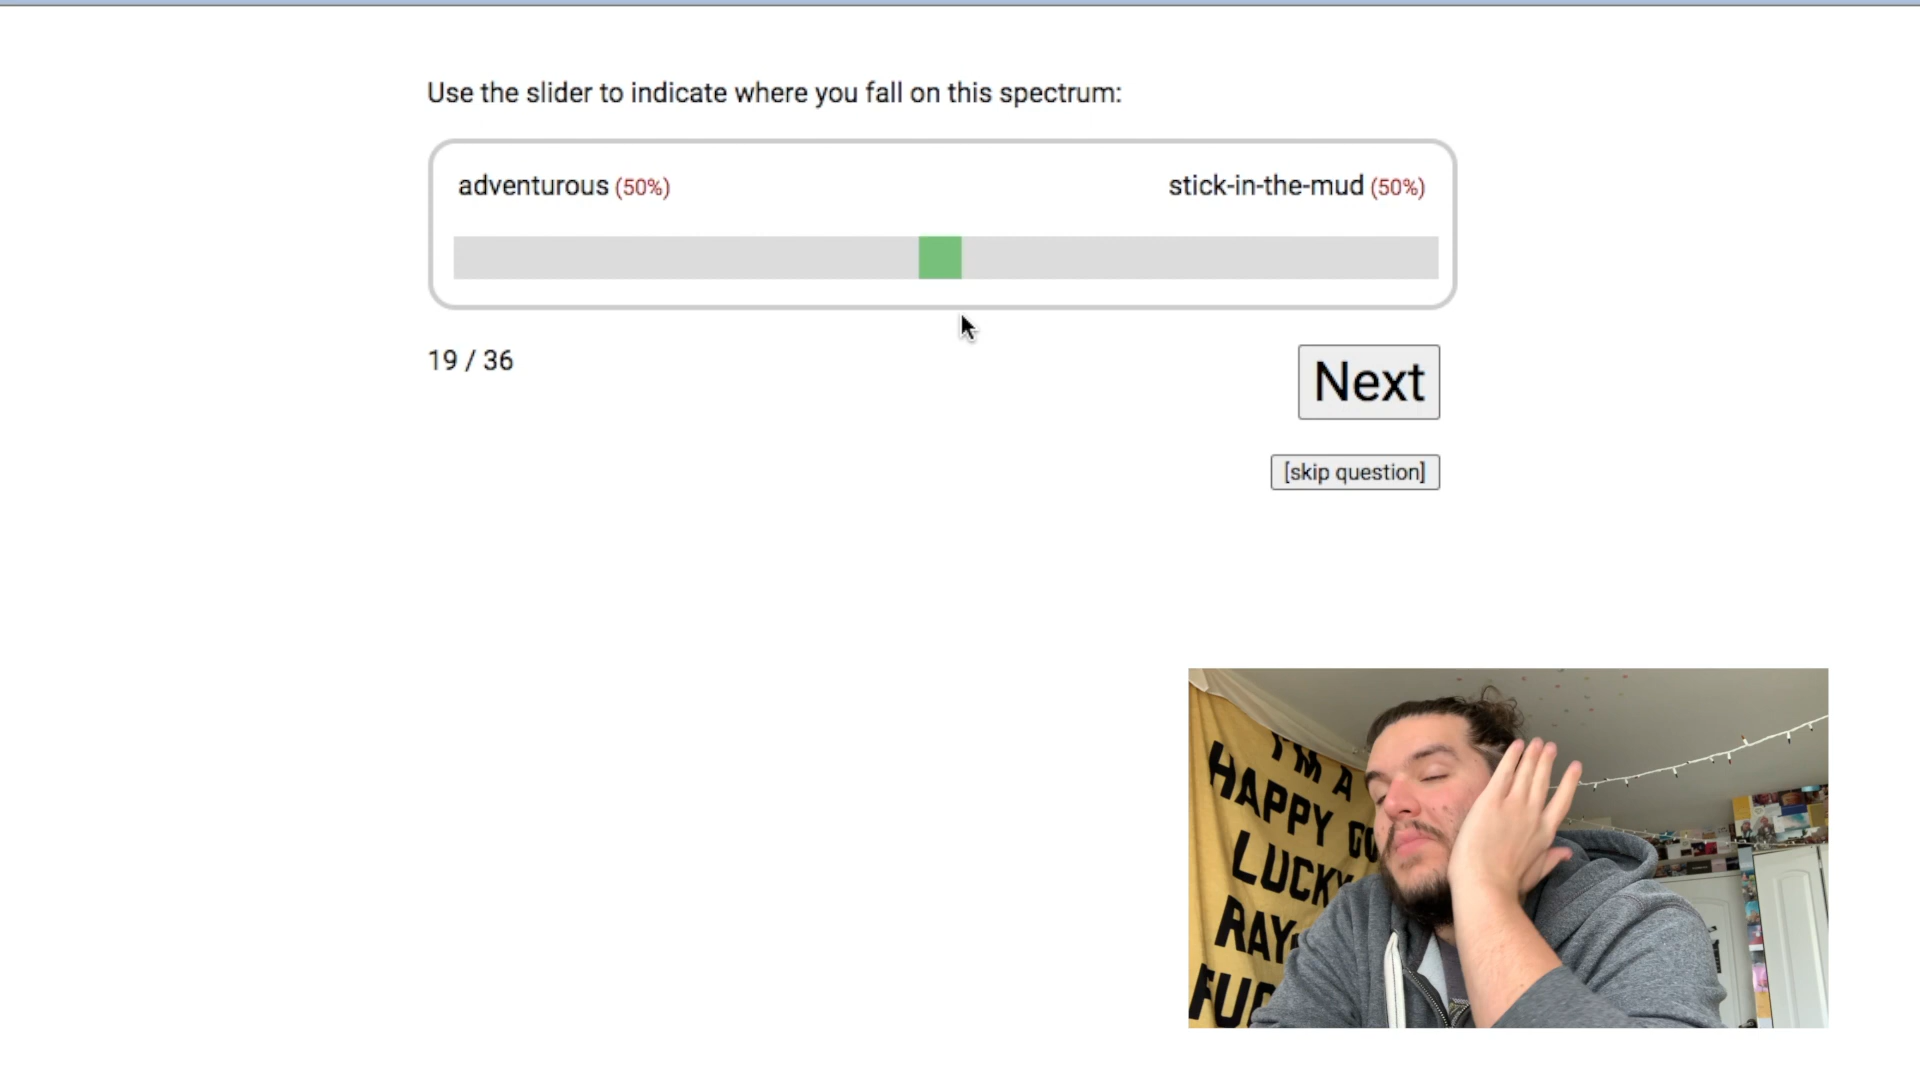 Use the slider to indicate where you fall on this spectrum:
adventurous (50%) stick-in-the-mud (50%)
19 / 36
Next
[skip question]
I'M A
HAPPY GO
LUCKY
RAY